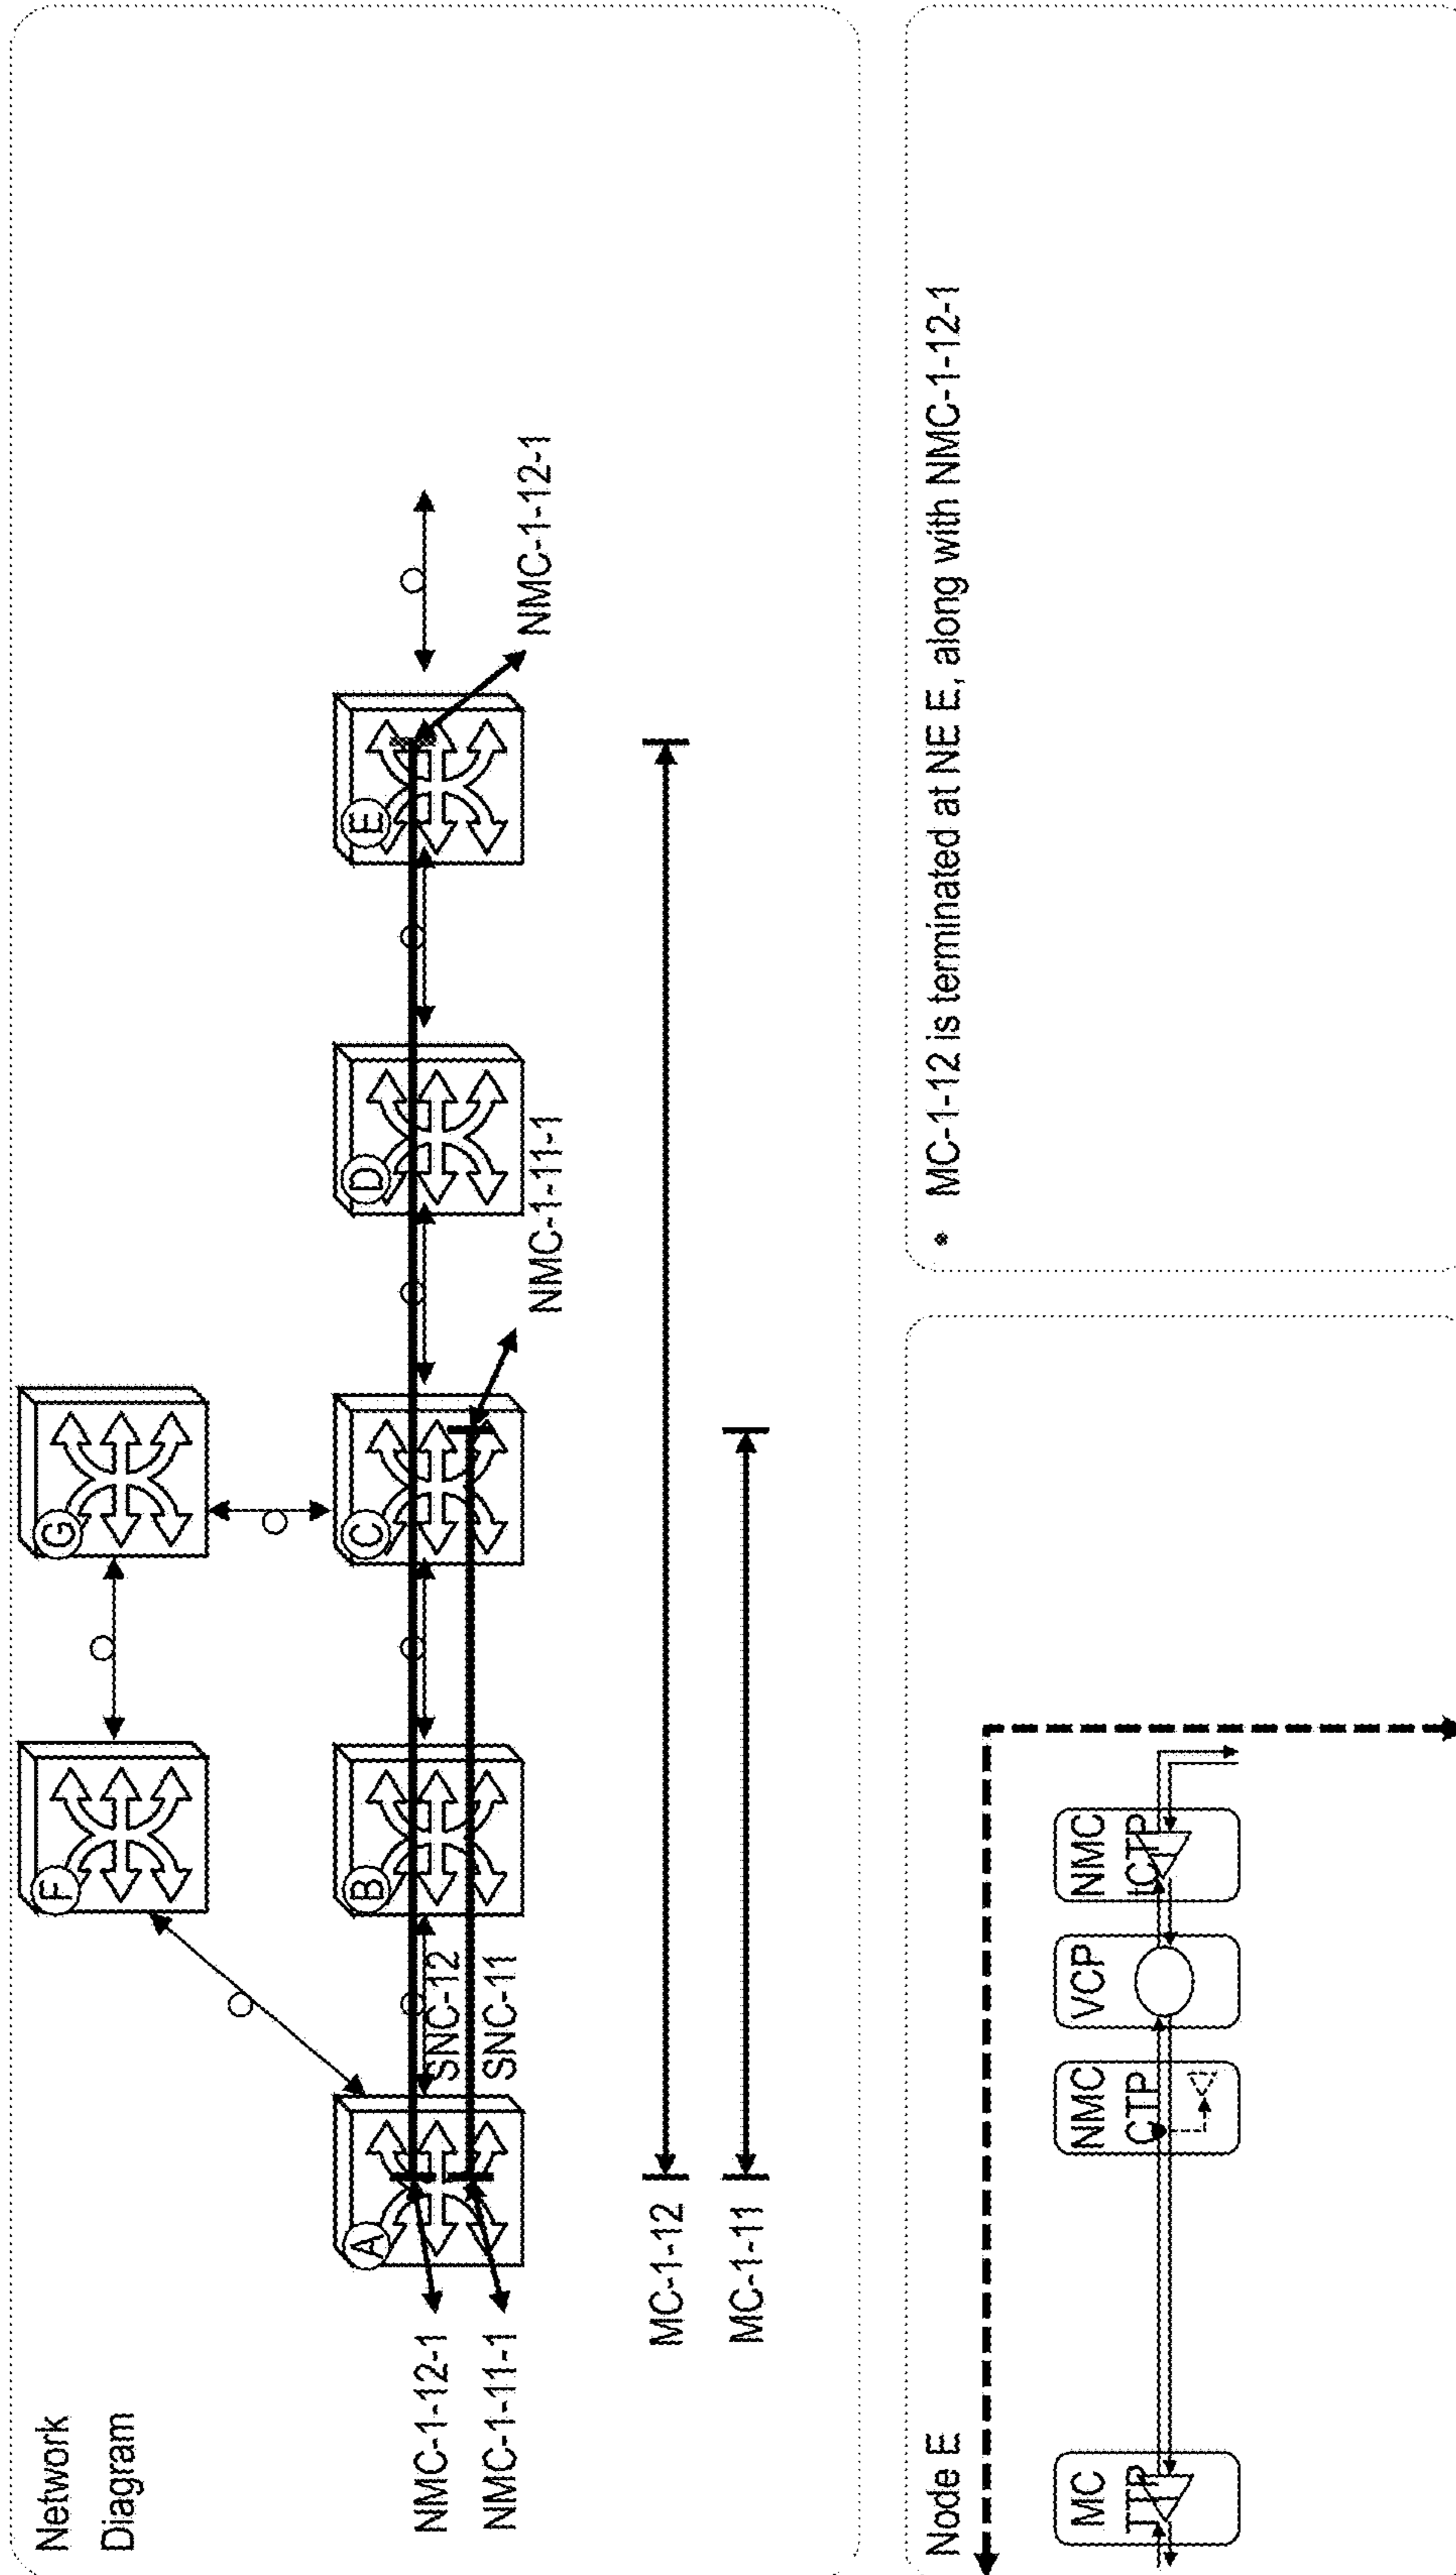 Network
Diagram
F
G
A
B
C
D
E
SNC-12
SNC-11
NMC-1-12-1
NMC-1-11-1
NMC-1-11-1
NMC-1-12-1
MC-1-12
MC-1-11
Node E
MC
TTP
NMC
CTP
VCP
NMC
tCTP
• MC-1-12 is terminated at NE E, along with NMC-1-12-1